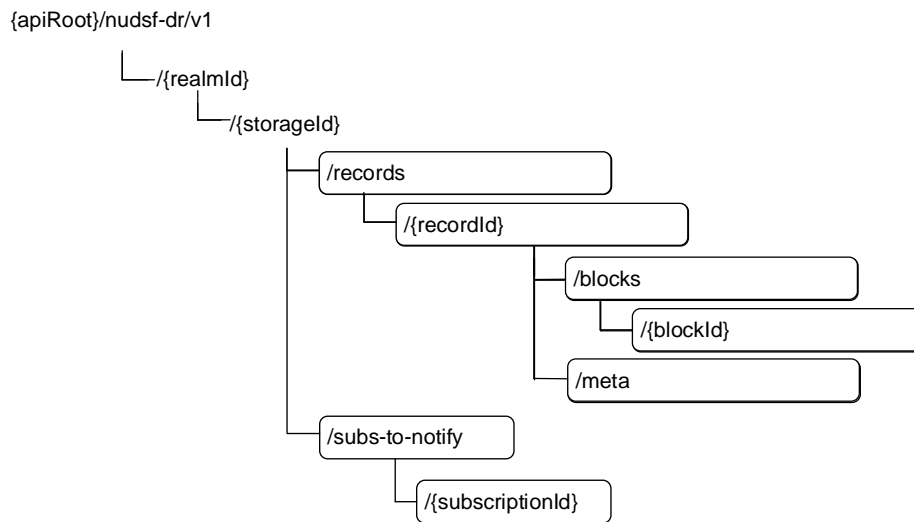 {apiRoot}/nudsf-dr/v1
/{realmId}
/{storageId}
/records
/{recordId}
/blocks
/{blockId}
/meta
/subs-to-notify
/{subscriptionId}